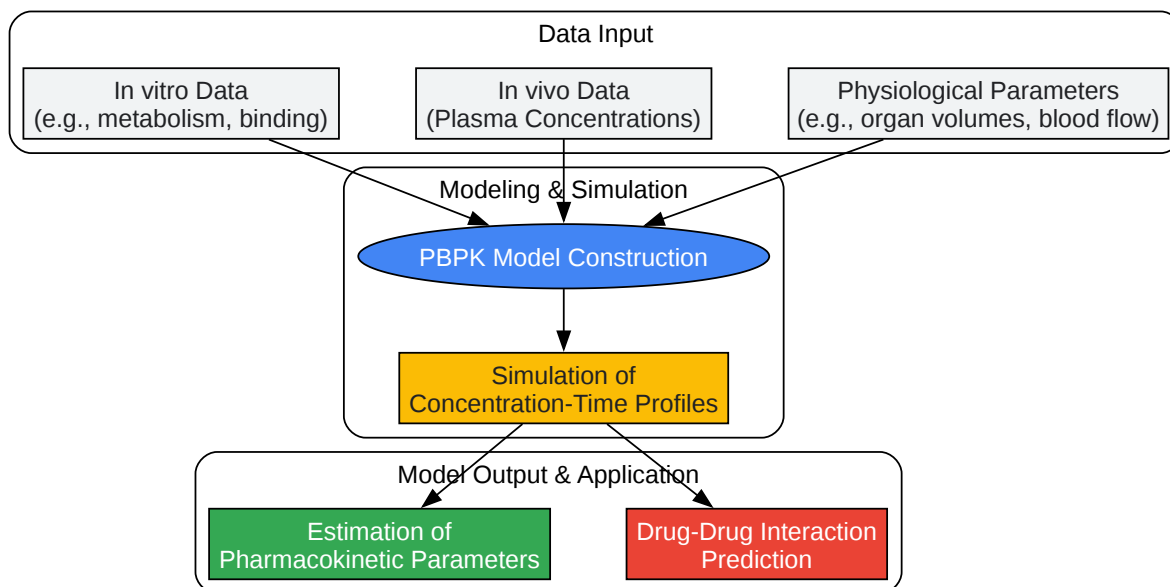 Data Input
In vitro Data
(e.g., metabolism, binding)
In vivo Data
(Plasma Concentrations)
Physiological Parameters
(e.g., organ volumes, blood flow)
Modeling & Simulation
PBPK Model Construction
Simulation of
Concentration-Time Profiles
Model Output & Application
Estimation of
Pharmacokinetic Parameters
Drug-Drug Interaction
Prediction